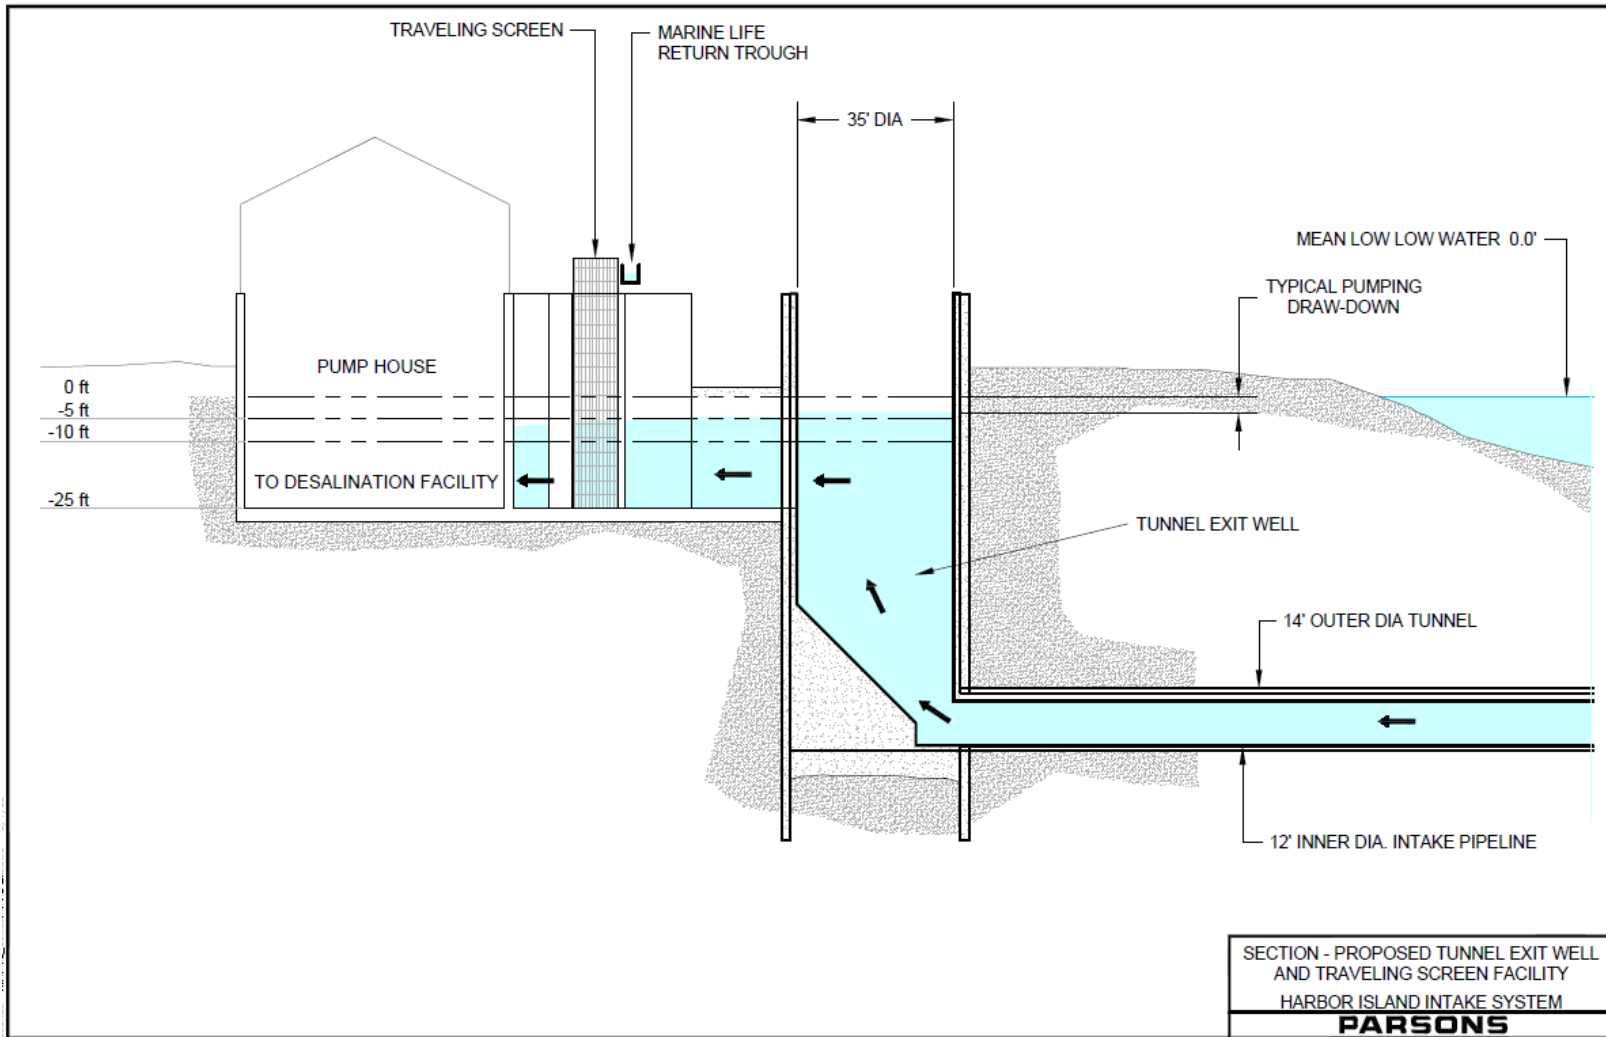 TRAVELING SCREEN
MARINE LIFE
RETURN TROUGH
35' DIA
MEAN LOW LOW WATER 0.0'
TYPICAL PUMPING
DRAW-DOWN
PUMP HOUSE
0 ft
-5 ft
-10 ft
TO DESALINATION FACILITY
-25 ft
TUNNEL EXIT WELL
14' OUTER DIA TUNNEL
12' INNER DIA. INTAKE PIPELINE
SECTION - PROPOSED TUNNEL EXIT WELL
AND TRAVELING SCREEN FACILITY
HARBOR ISLAND INTAKE SYSTEM
PARSONS